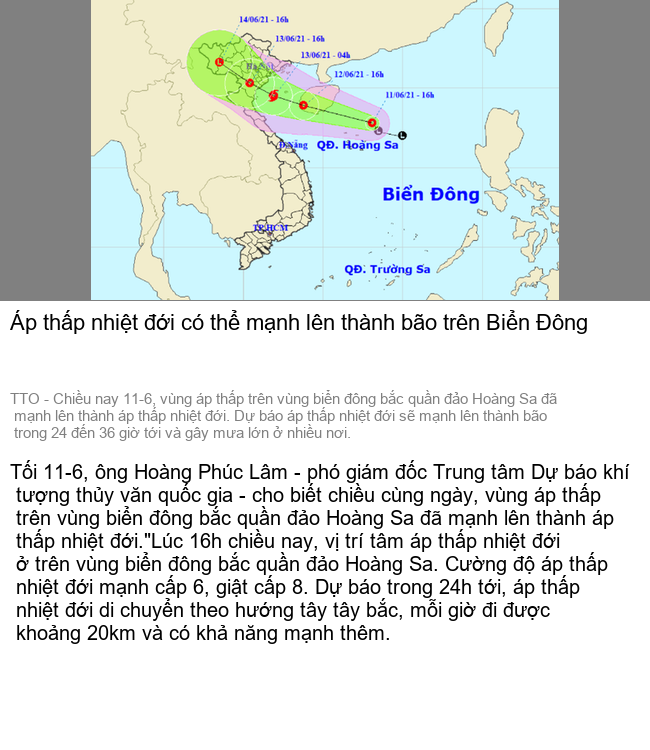 14/06/21 - 16h
13/06/21 - 16h
13/06/21 - 04h
12/06/21 - 16h
11/06/21 - 16h
Hà Nội
Đ.Nẵng
QĐ. Hoàng Sa
Biển Đông
TP.HCM
QĐ. Trường Sa
Áp thấp nhiệt đới có thể mạnh lên thành bão trên Biển Đông
TTO - Chiều nay 11-6, vùng áp thấp trên vùng biển đông bắc quần đảo Hoàng Sa đã
mạnh lên thành áp thấp nhiệt đới. Dự báo áp thấp nhiệt đới sẽ mạnh lên thành bão
trong 24 đến 36 giờ tới và gây mưa lớn ở nhiều nơi.
Tối 11-6, ông Hoàng Phúc Lâm - phó giám đốc Trung tâm Dự báo khí
tượng thủy văn quốc gia - cho biết chiều cùng ngày, vùng áp thấp
trên vùng biển đông bắc quần đảo Hoàng Sa đã mạnh lên thành áp
thấp nhiệt đới."Lúc 16h chiều nay, vị trí tâm áp thấp nhiệt đới
ở trên vùng biển đông bắc quần đảo Hoàng Sa. Cường độ áp thấp
nhiệt đới mạnh cấp 6, giật cấp 8. Dự báo trong 24h tới, áp thấp
nhiệt đới di chuyển theo hướng tây tây bắc, mỗi giờ đi được
khoảng 20km và có khả năng mạnh thêm.